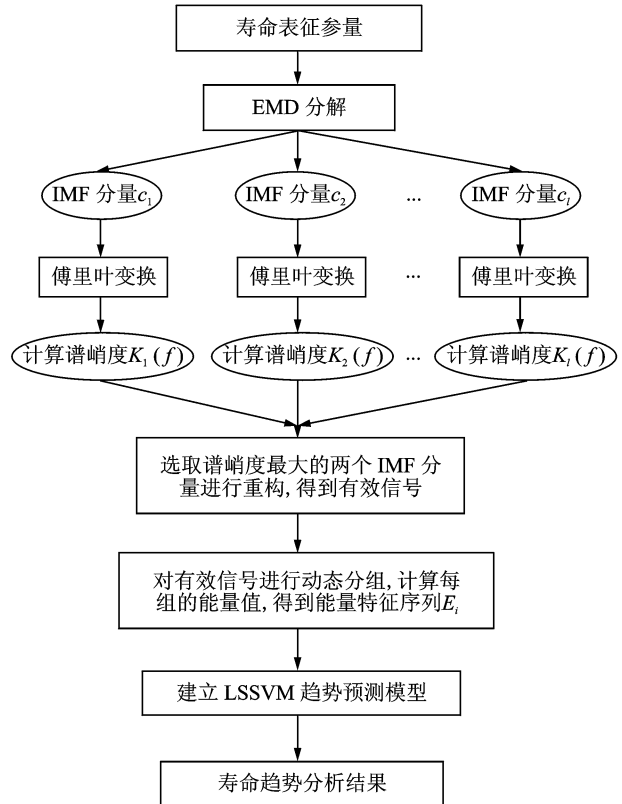 寿命表征参量
EMD 分解
IMF 分量c₁ IMF 分量c₂ ... IMF 分量cₗ
傅里叶变换 傅里叶变换 ... 傅里叶变换
计算谱峭度K₁(f) 计算谱峭度K₂(f) ... 计算谱峭度Kₗ(f)
选取谱峭度最大的两个 IMF 分
量进行重构, 得到有效信号
对有效信号进行动态分组, 计算每
组的能量值, 得到能量特征序列Eᵢ
建立 LSSVM 趋势预测模型
寿命趋势分析结果